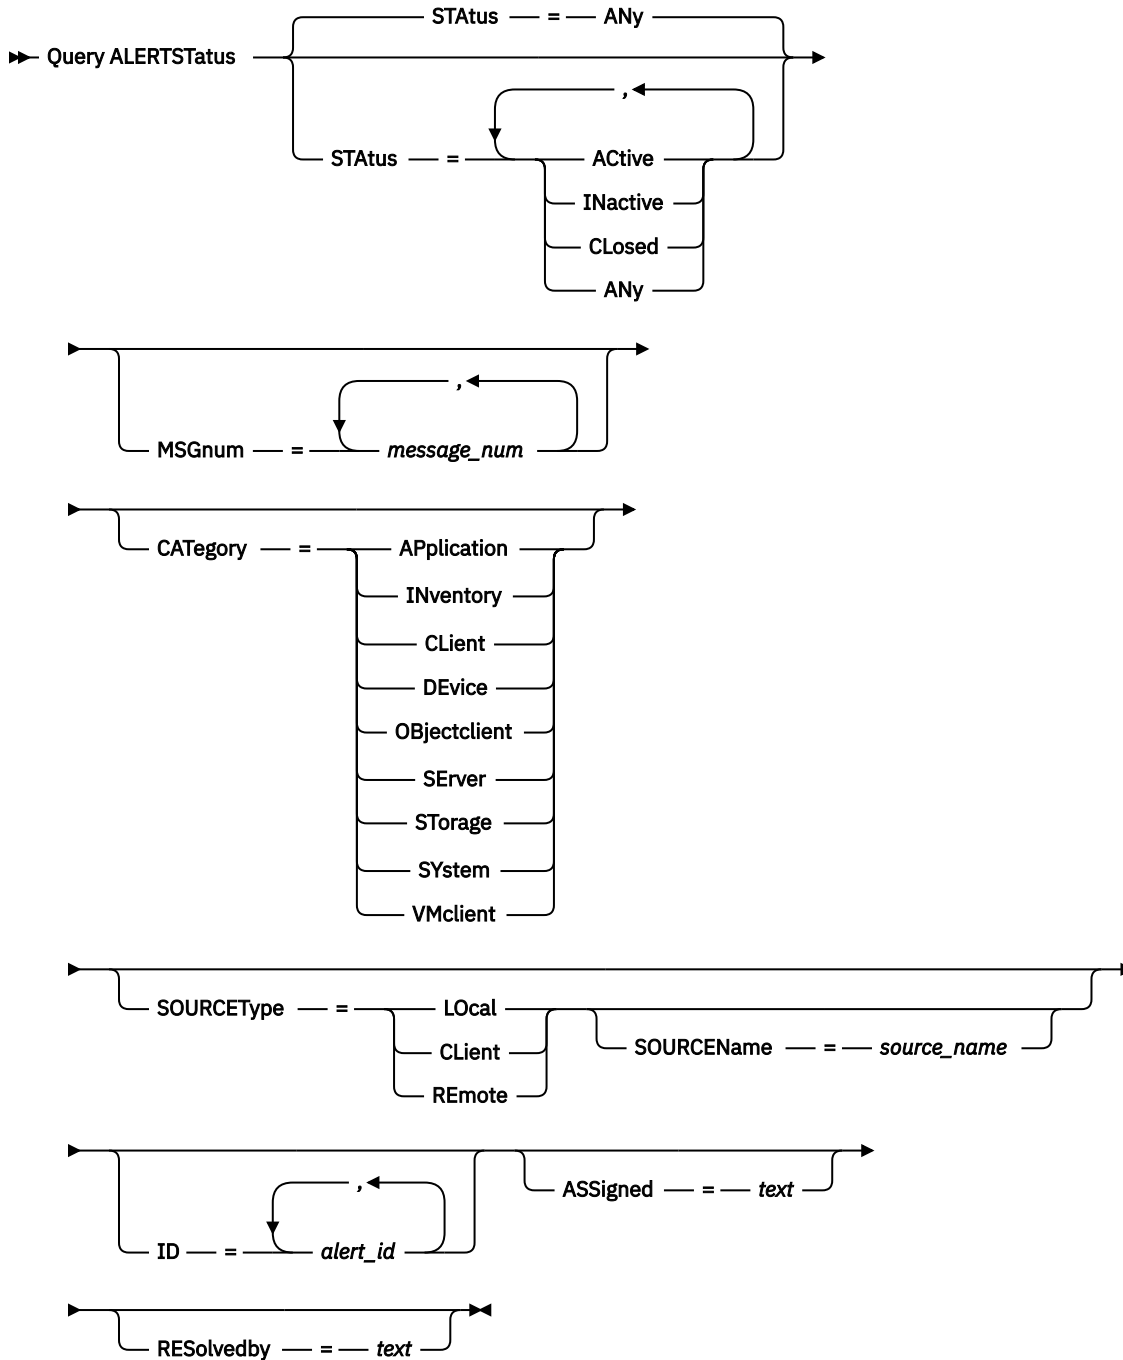 STAtus = ANy
Query ALERTSTatus
,
STAtus = ACtive
INactive
CLosed
ANy
,
MSGnum = message_num
CATegory = APplication
INventory
CLient
DEvice
OBjectclient
SErver
STorage
SYstem
VMclient
SOURCEType = LOcal
CLient
REmote
SOURCEName = source_name
,
ID = alert_id
ASSigned = text
RESolvedby = text